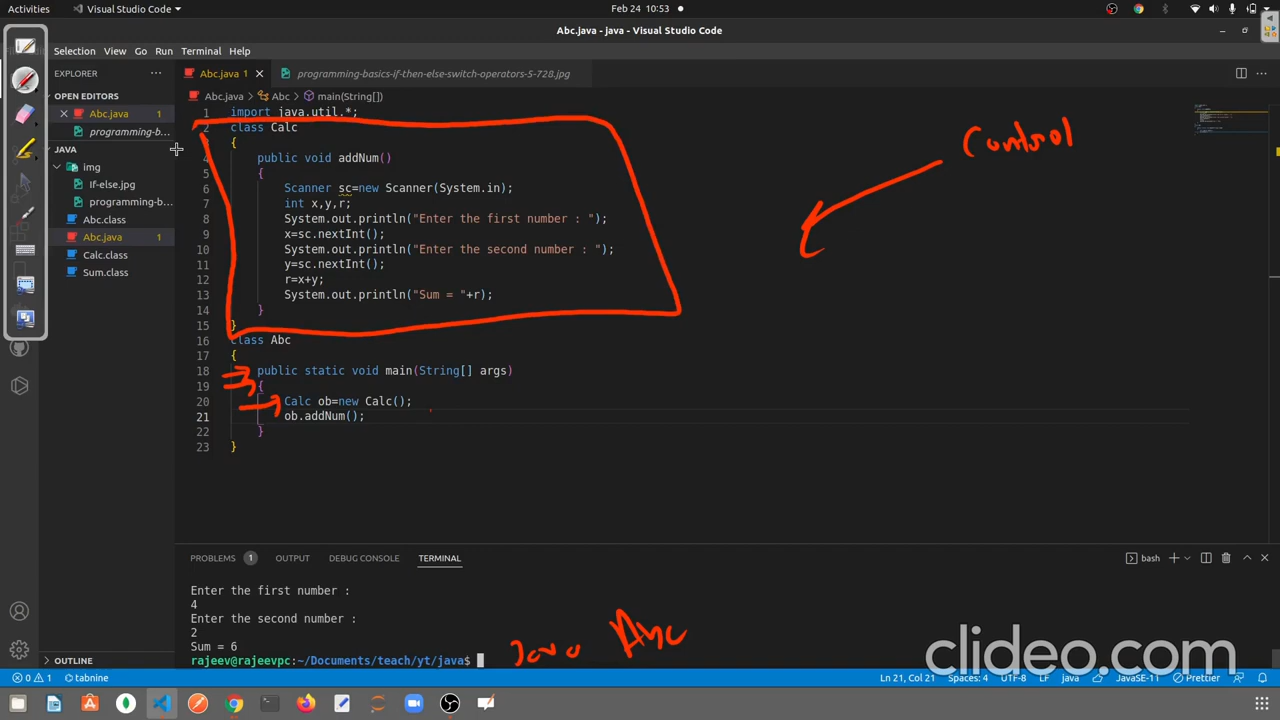 Activities
Visual Studio Code
Feb 24 10:53
Abc.java - java - Visual Studio Code
Selection View Go Run Terminal Help
EXPLORER
OPEN EDITORS
Abc.java 1
programming-b...
JAVA
img
If-else.jpg
programming-b...
Abc.class
Abc.java 1
Calc.class
Sum.class
OUTLINE
Abc.java 1
programming-basics-if-then-else-switch-operators-5-728.jpg
Abc.java > Abc > main(String[])
1 import java.util.*;
2 class Calc
3 {
4 public void addNum()
5 {
6 Scanner sc=new Scanner(System.in);
7 int x,y,r;
8 System.out.println("Enter the first number : ");
9 x=sc.nextInt();
10 System.out.println("Enter the second number : ");
11 y=sc.nextInt();
12 r=x+y;
13 System.out.println("Sum = "+r);
14 }
15 }
16 class Abc
17 {
18 public static void main(String[] args)
19 {
20 Calc ob=new Calc();
21 ob.addNum();
22 }
23 }
Control
PROBLEMS 1 OUTPUT DEBUG CONSOLE TERMINAL
bash
Enter the first number :
4
Enter the second number :
2
Sum = 6
rajeev@rajeevpc:~/Documents/teach/yt/java$
Java Abc
clideo.com
0 1 tabnine
Ln 21, Col 21 Spaces: 4 UTF-8 LF java JavaSE-11 Prettier